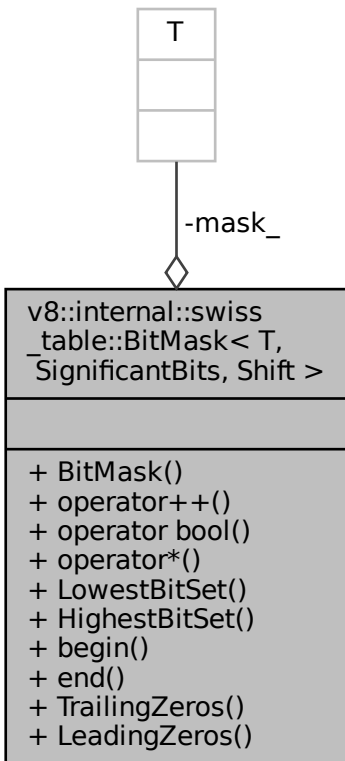 T
-mask_
v8::internal::swiss
_table::BitMask< T,
SignificantBits, Shift >
+ BitMask()
+ operator++()
+ operator bool()
+ operator*()
+ LowestBitSet()
+ HighestBitSet()
+ begin()
+ end()
+ TrailingZeros()
+ LeadingZeros()